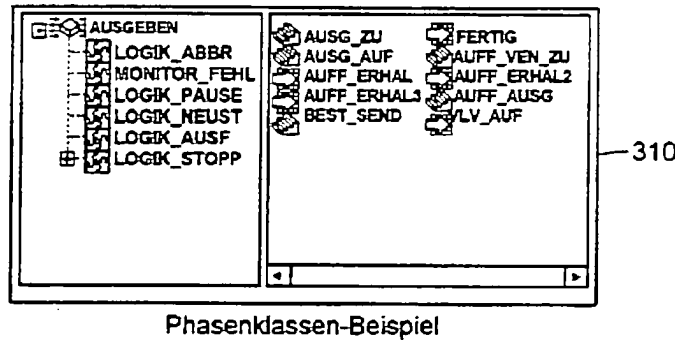 AUSGEBEN
LOGIK_ABBR
MONITOR_FEHL
LOGIK_PAUSE
LOGIK_NEUST
LOGIK_AUSF
LOGIK_STOPP
AUSG_ZU FERTIG
AUSG_AUF AUFF_VEN_ZU
AUFF_ERHAL AUFF_ERHAL2
AUFF_ERHAL3 AUFF_AUSG
BEST_SEND VLV_AUF
310
Phasenklassen-Beispiel